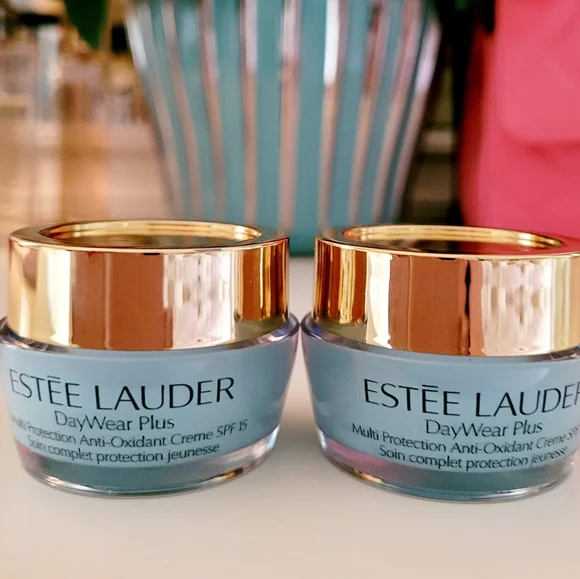 ESTĒE LAUDER
DayWear Plus
Multi Protection Anti-Oxidant Creme SPF 15
Soin complet protection jeunesse
ESTĒE LAUDER
DayWear Plus
Multi Protection Anti-Oxidant Creme SPF
Soin complet protection jeunesse